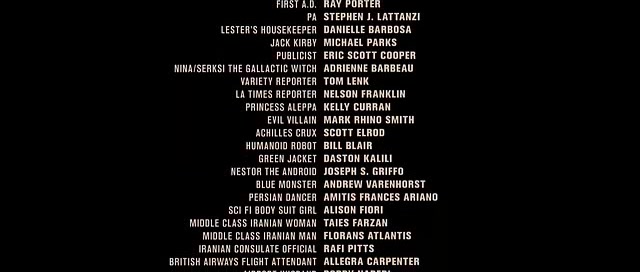 FIRST A.D. RAY PORTER
PA STEPHEN J. LATTANZI
LESTER'S HOUSEKEEPER DANIELLE BARBOSA
JACK KIRBY MICHAEL PARKS
PUBLICIST ERIC SCOTT COOPER
NINA/SERKSI THE GALLACTIC WITCH ADRIENNE BARBEAU
VARIETY REPORTER TOM LENK
LA TIMES REPORTER NELSON FRANKLIN
PRINCESS ALEPPA KELLY CURRAN
EVIL VILLAIN MARK RHINO SMITH
ACHILLES CRUX SCOTT ELROD
HUMANOID ROBOT BILL BLAIR
GREEN JACKET DASTON KALILI
NESTOR THE ANDROID JOSEPH S. GRIFFO
BLUE MONSTER ANDREW VARENHORST
PERSIAN DANCER AMITIS FRANCES ARIANO
SCI FI BODY SUIT GIRL ALISON FIORI
MIDDLE CLASS IRANIAN WOMAN TAIES FARZAN
MIDDLE CLASS IRANIAN MAN FLORANS ATLANTIS
IRANIAN CONSULATE OFFICIAL RAFI PITTS
BRITISH AIRWAYS FLIGHT ATTENDANT ALLEGRA CARPENTER